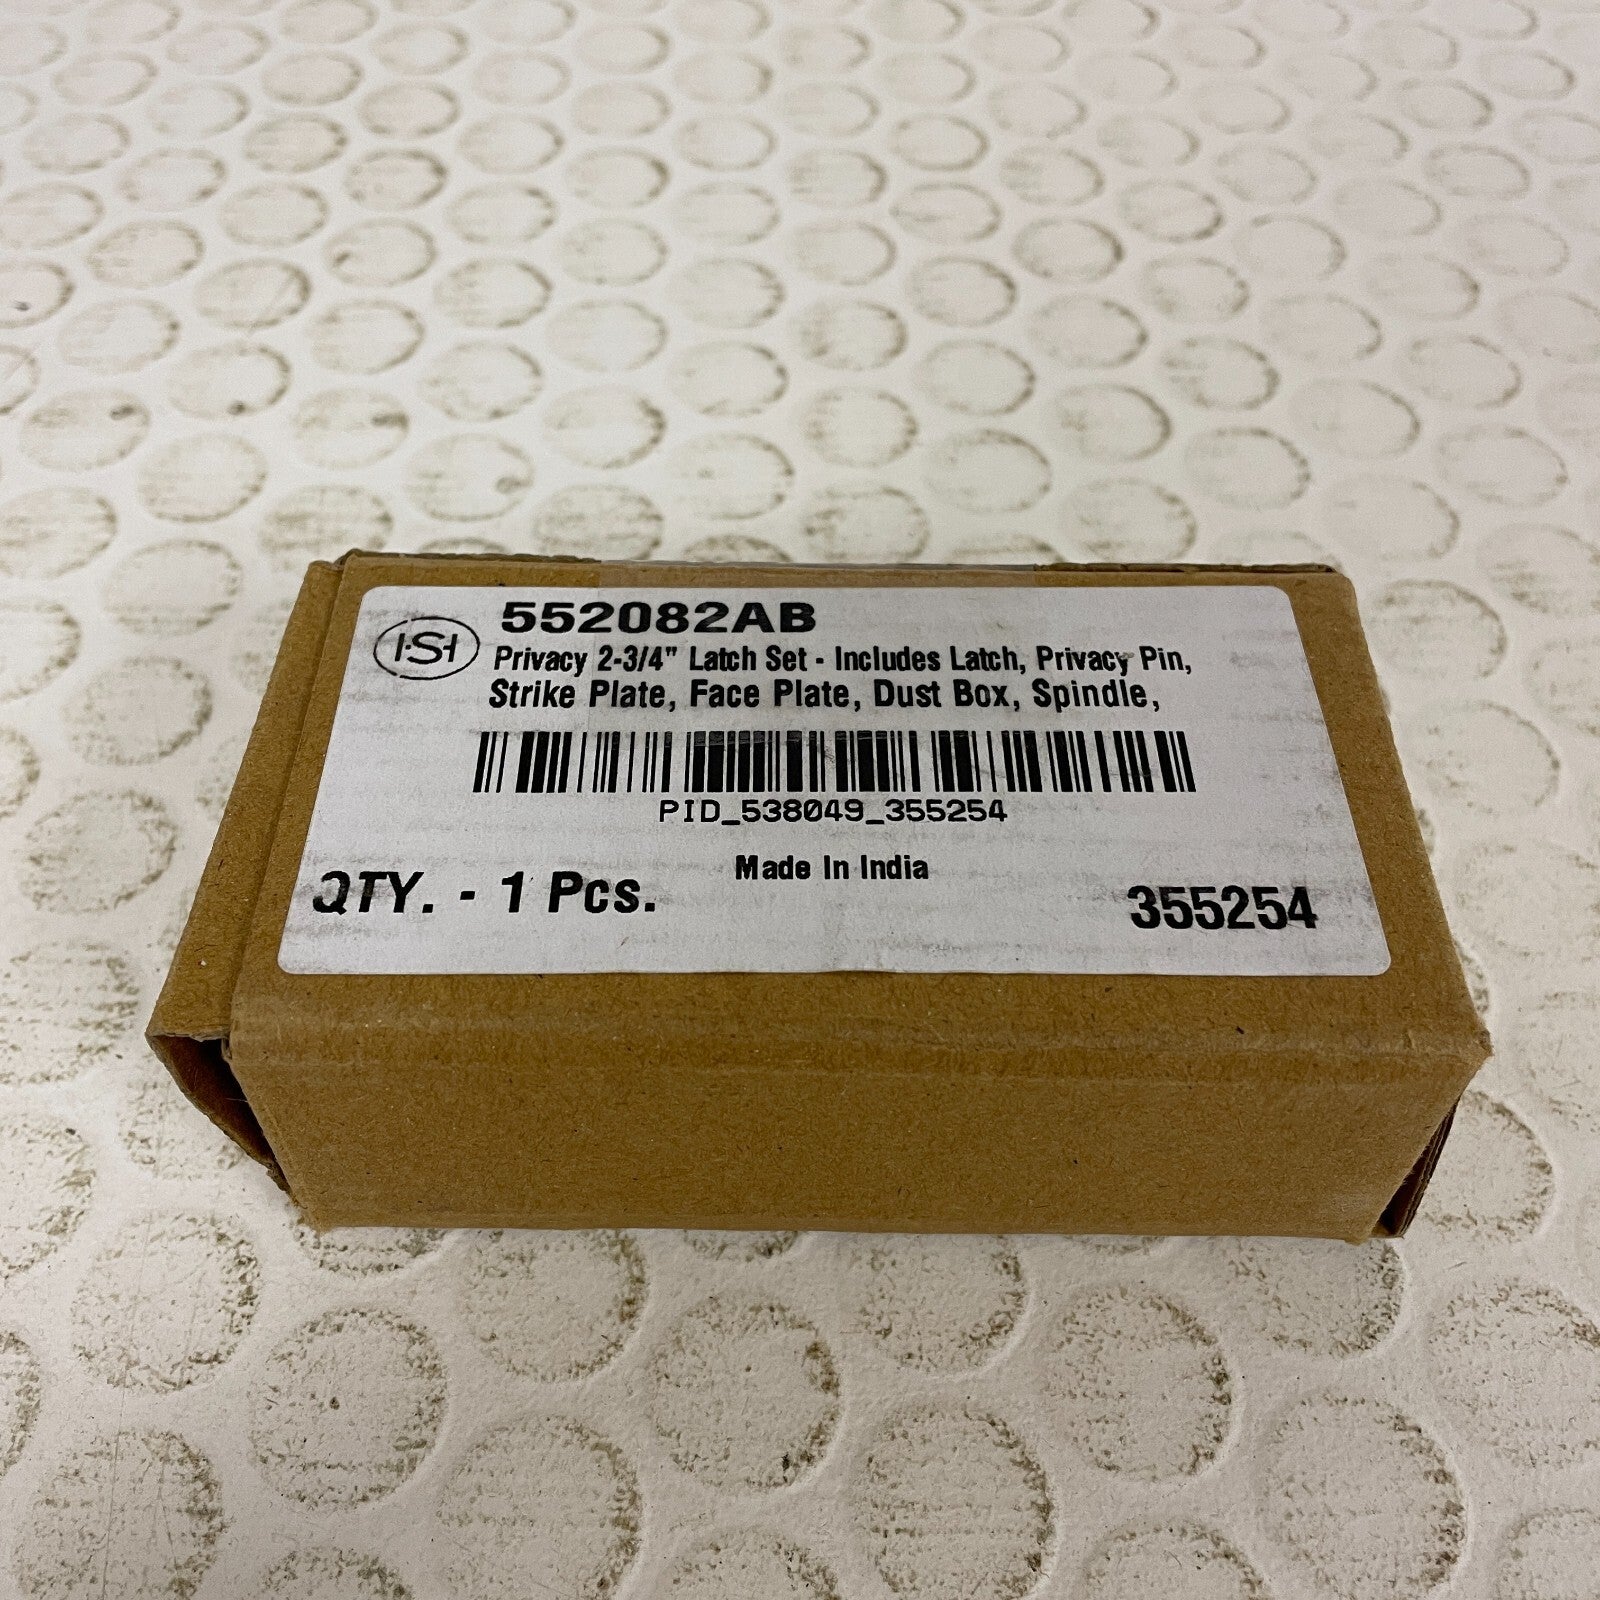 552082AB
HSH
Privacy 2-3/4" Latch Set - Includes Latch, Privacy Pin,
Strike Plate, Face Plate, Dust Box, Spindle,
PID_538049_355254
Made In India
QTY. - 1 Pcs.
355254